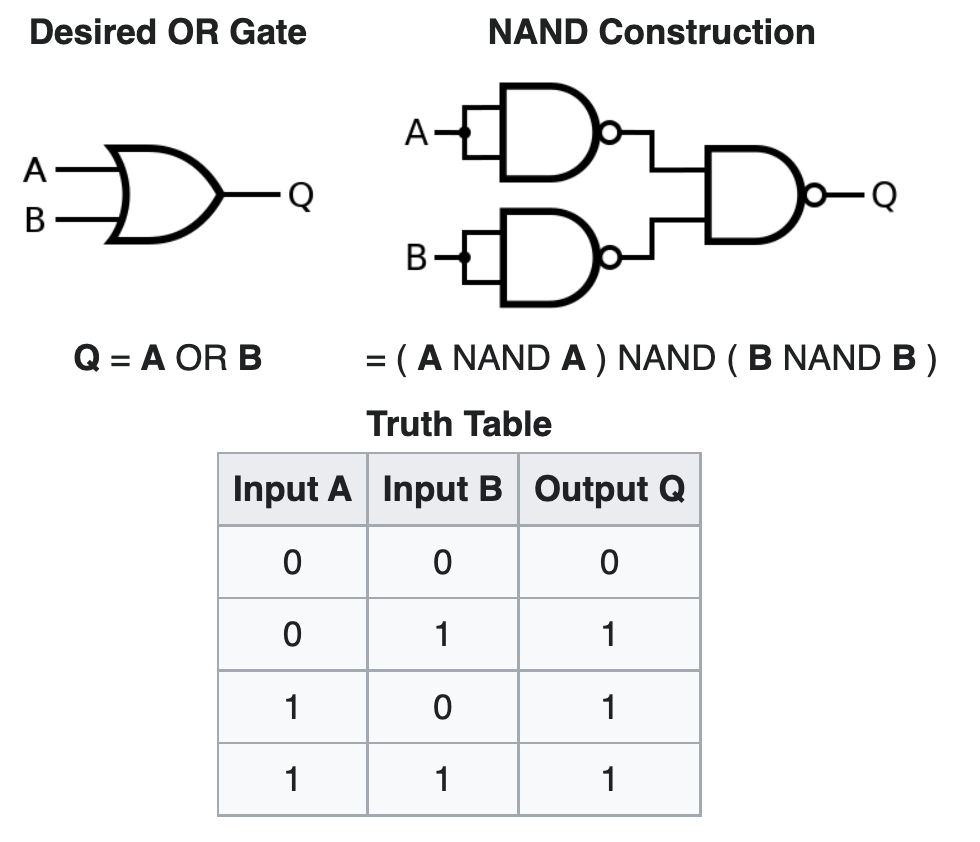 Desired OR Gate
NAND Construction
A
B
Q
A
B
Q
Q = A OR B
= ( A NAND A ) NAND ( B NAND B )
Truth Table
Input A Input B Output Q
0 0 0
0 1 1
1 0 1
1 1 1